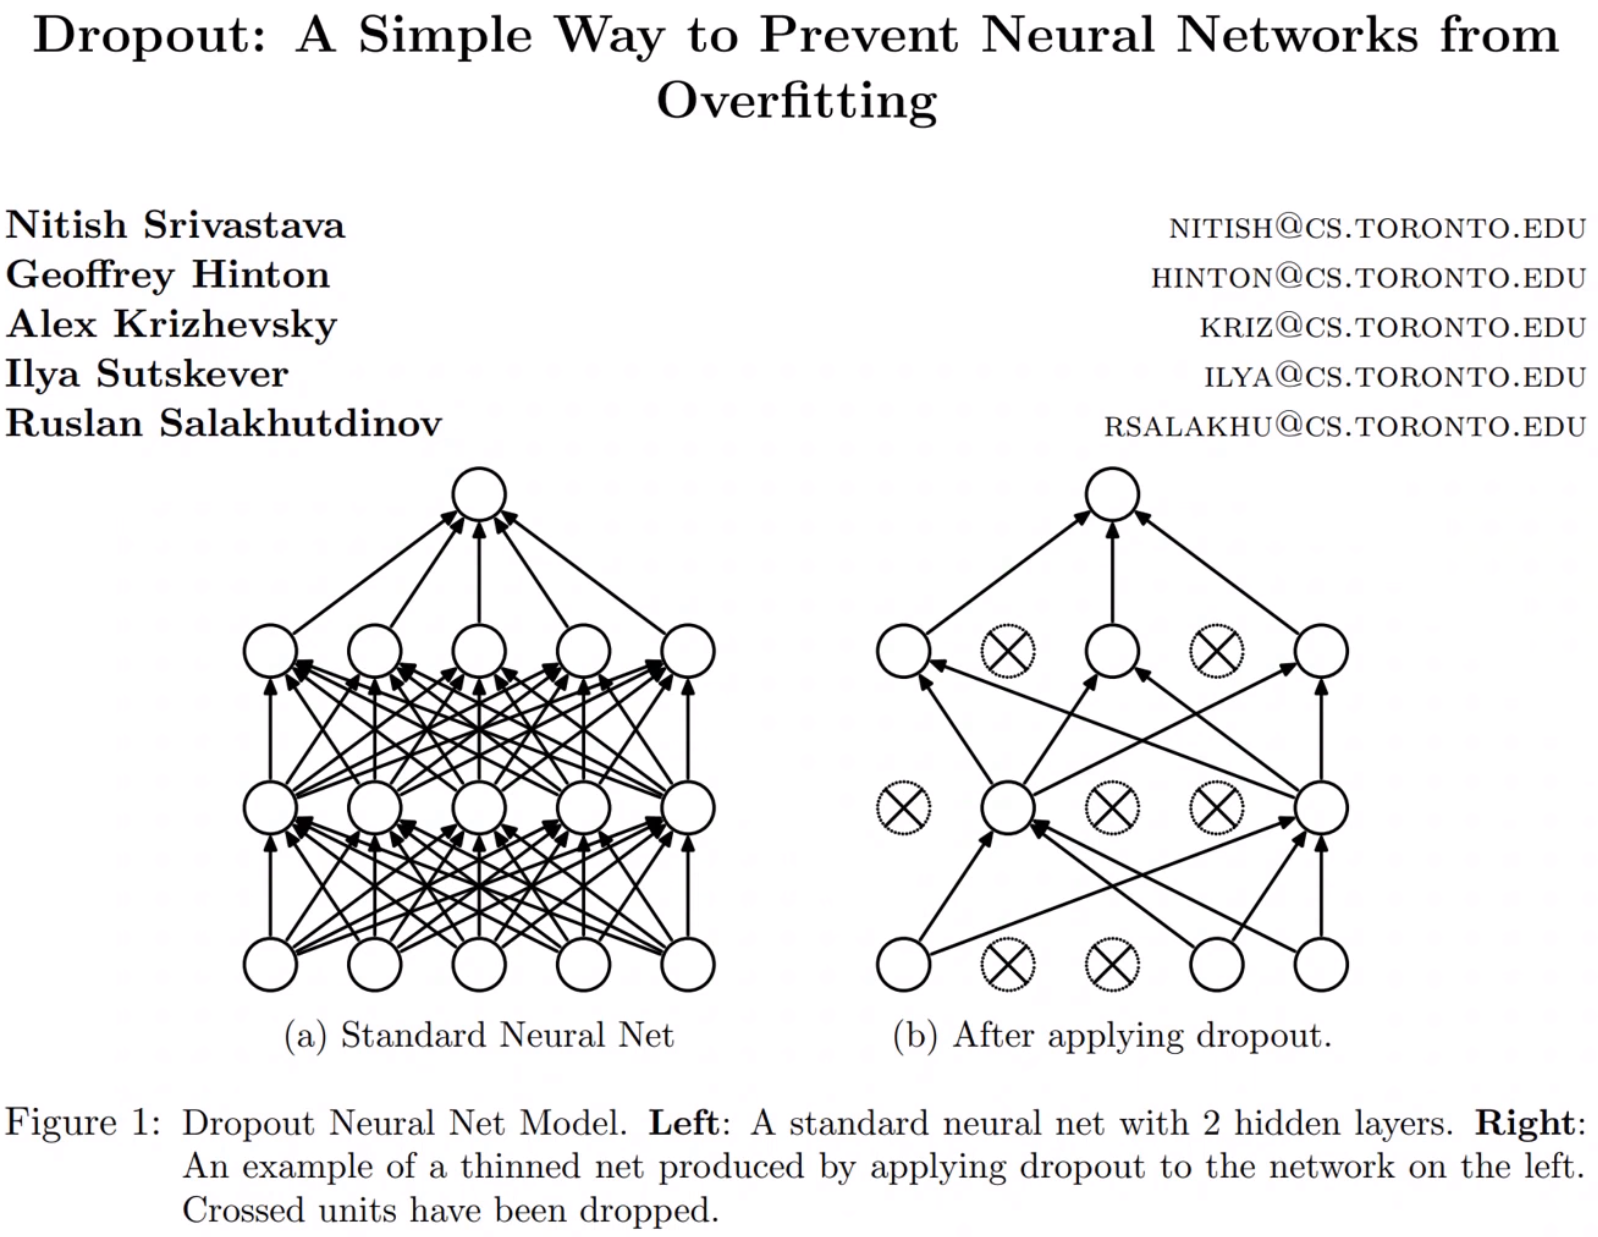 Dropout: A Simple Way to Prevent Neural Networks from
Overfitting
Nitish Srivastava NITISH@CS.TORONTO.EDU
Geoffrey Hinton HINTON@CS.TORONTO.EDU
Alex Krizhevsky KRIZ@CS.TORONTO.EDU
Ilya Sutskever ILYA@CS.TORONTO.EDU
Ruslan Salakhutdinov RSALAKHU@CS.TORONTO.EDU
(a) Standard Neural Net
(b) After applying dropout.
Figure 1: Dropout Neural Net Model. Left: A standard neural net with 2 hidden layers. Right:
An example of a thinned net produced by applying dropout to the network on the left.
Crossed units have been dropped.